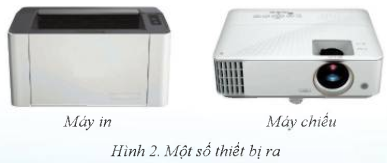 Máy in
Máy chiếu
Hình 2. Một số thiết bị ra